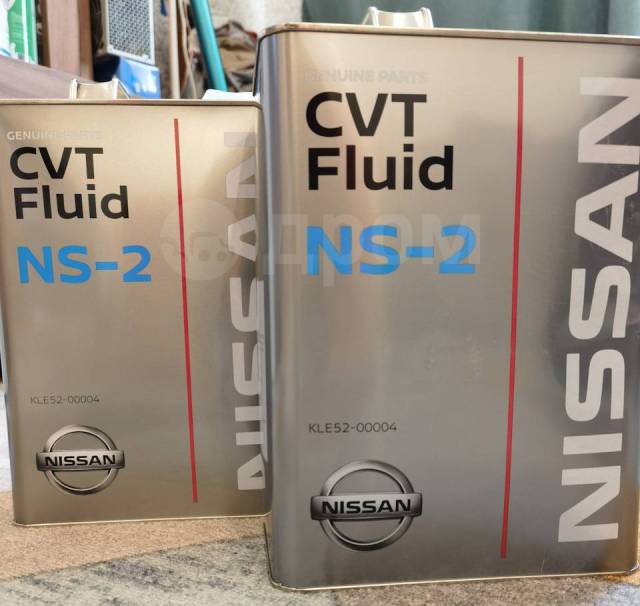 GENUINE PARTS
CVT
Fluid
NS-2
KLE52-00004
NISSAN
NISSAN
GENUINE PARTS
CVT
Fluid
NS-2
KLE52-00004
NISSAN
NISSAN
дром